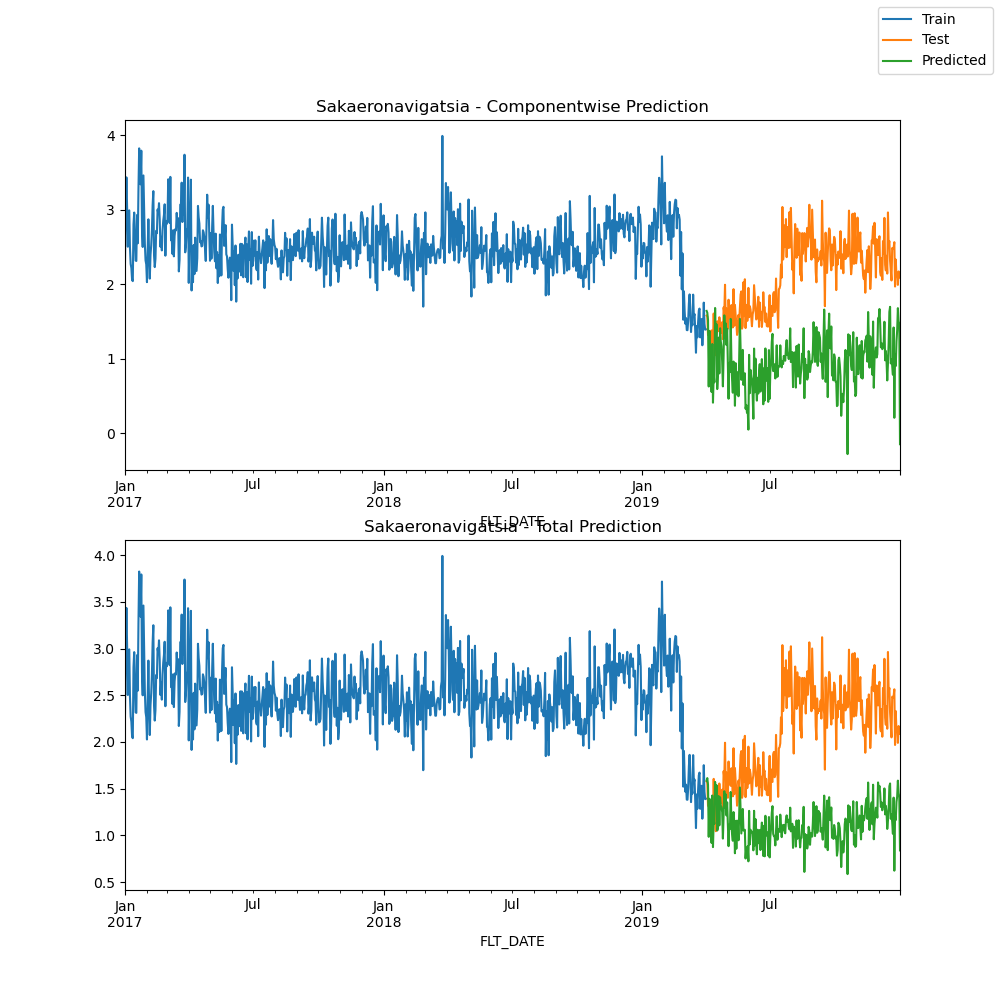 Train
Test
Predicted
Sakaeronavigatsia - Componentwise Prediction
4
3
2
1
0
Jan Jul Jan Jul Jan Jul
2017 2018 2019
FLT_DATE
Sakaeronavigatsia - Total Prediction
4.0
3.5
3.0
2.5
2.0
1.5
1.0
0.5
Jan Jul Jan Jul Jan Jul
2017 2018 2019
FLT_DATE